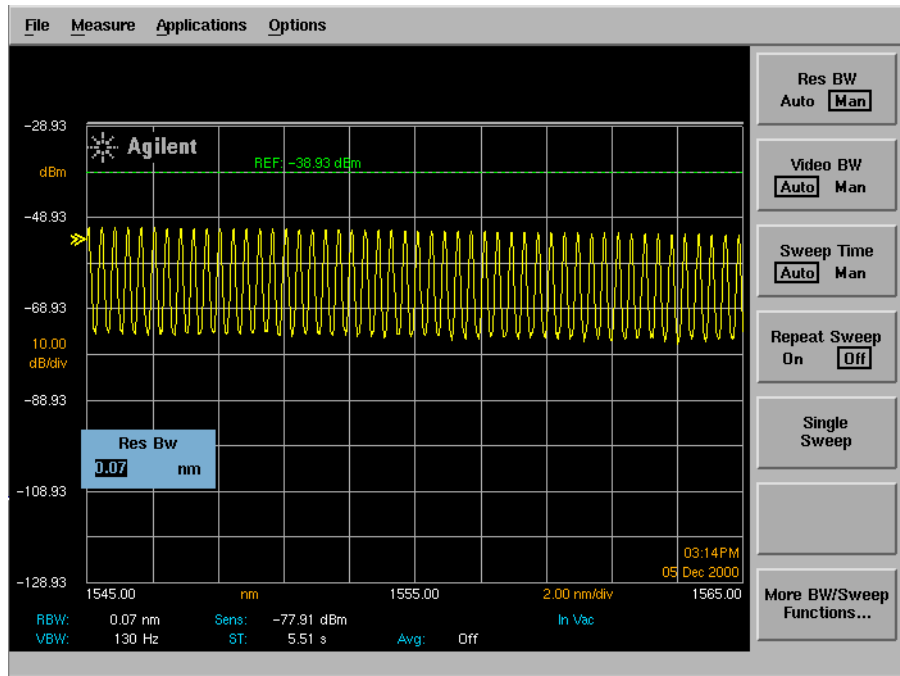 File Measure Applications Options
Res BW
Auto Man
-28.93
Agilent
REF: -38.93 dBm
dBm
Video BW
Auto Man
-48.93
Sweep Time
Auto Man
-68.93
10.00
dB/div
Repeat Sweep
On Off
-88.93
Single
Sweep
Res Bw
0.07 nm
-108.93
03:14PM
05 Dec 2000
-128.93
1545.00 nm 1555.00 2.00 nm/div 1565.00
More BW/Sweep
Functions...
RBW: 0.07 nm Sens: -77.91 dBm In Vac
VBW: 130 Hz ST: 5.51 s Avg: Off